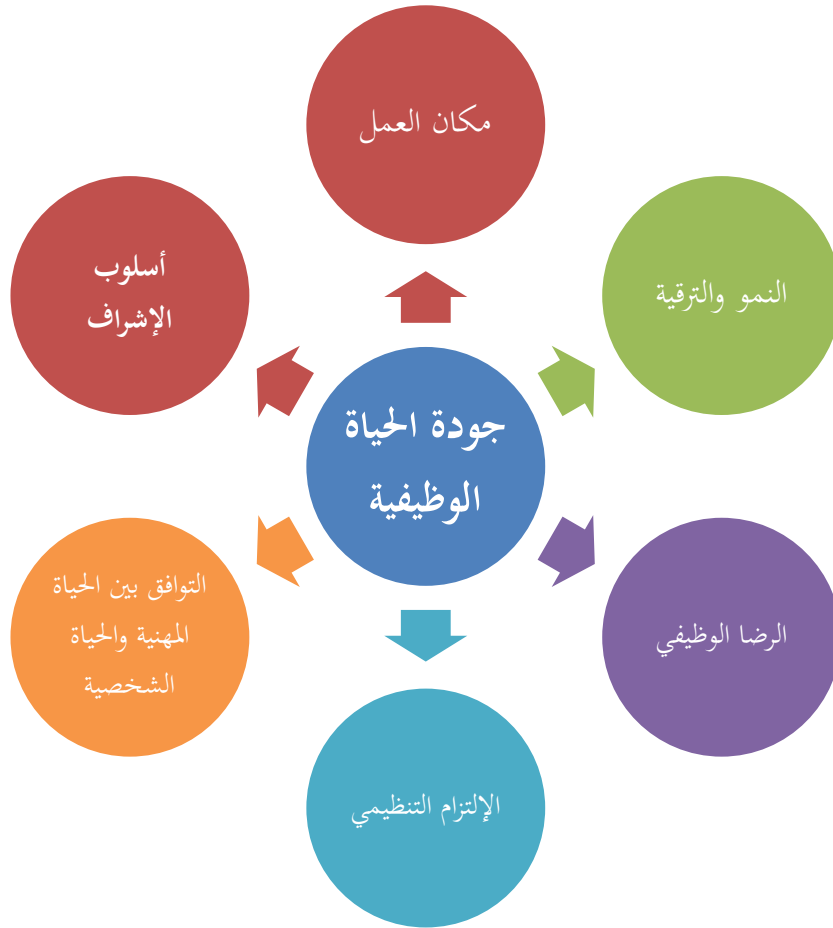 مكان العمل
النمو والترقية
أسلوب
الإشراف
جودة الحياة
الوظيفية
الرضا الوظيفي
التوافق بين الحياة
المهنية والحياة
الشخصية
الإلتزام التنظيمي